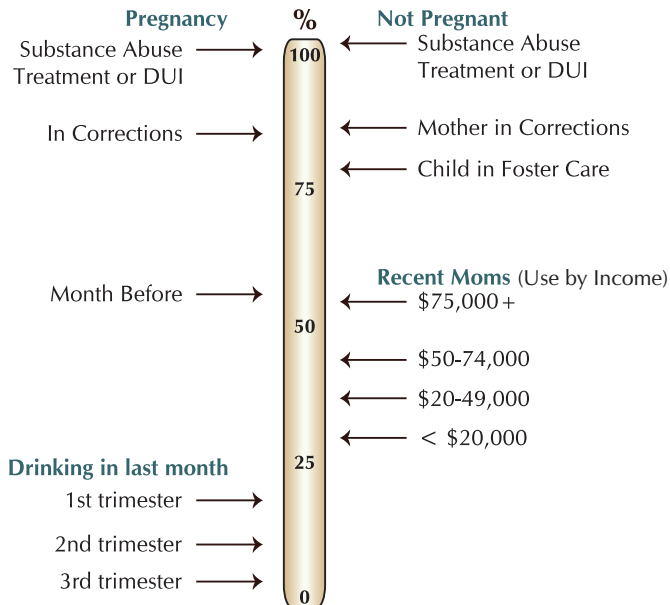 Pregnancy
Substance Abuse
Treatment or DUI
In Corrections
Month Before
Drinking in last month
1st trimester
2nd trimester
3rd trimester
%
100
75
50
25
0
Not Pregnant
Substance Abuse
Treatment or DUI
Mother in Corrections
Child in Foster Care
Recent Moms (Use by Income)
$75,000+
$50-74,000
$20-49,000
< $20,000